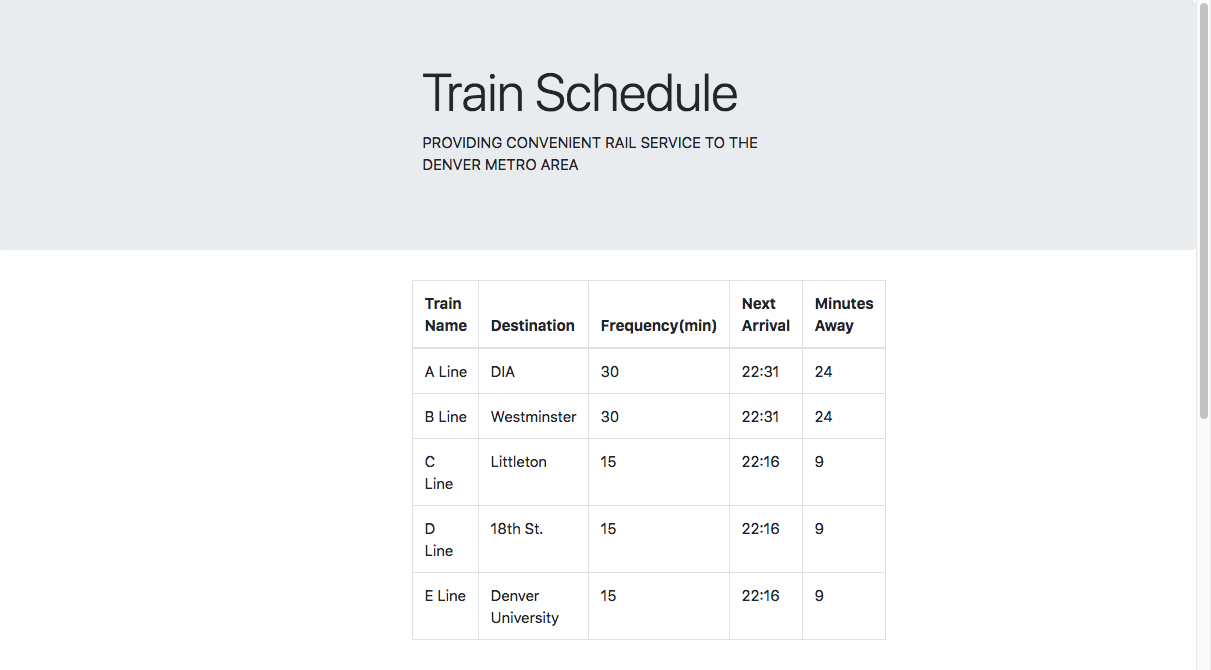 Train Schedule
PROVIDING CONVENIENT RAIL SERVICE TO THE
DENVER METRO AREA
Train Name Destination Frequency(min) Next Arrival Minutes Away
A Line DIA 30 22:31 24
B Line Westminster 30 22:31 24
C Line Littleton 15 22:16 9
D Line 18th St. 15 22:16 9
E Line Denver University 15 22:16 9